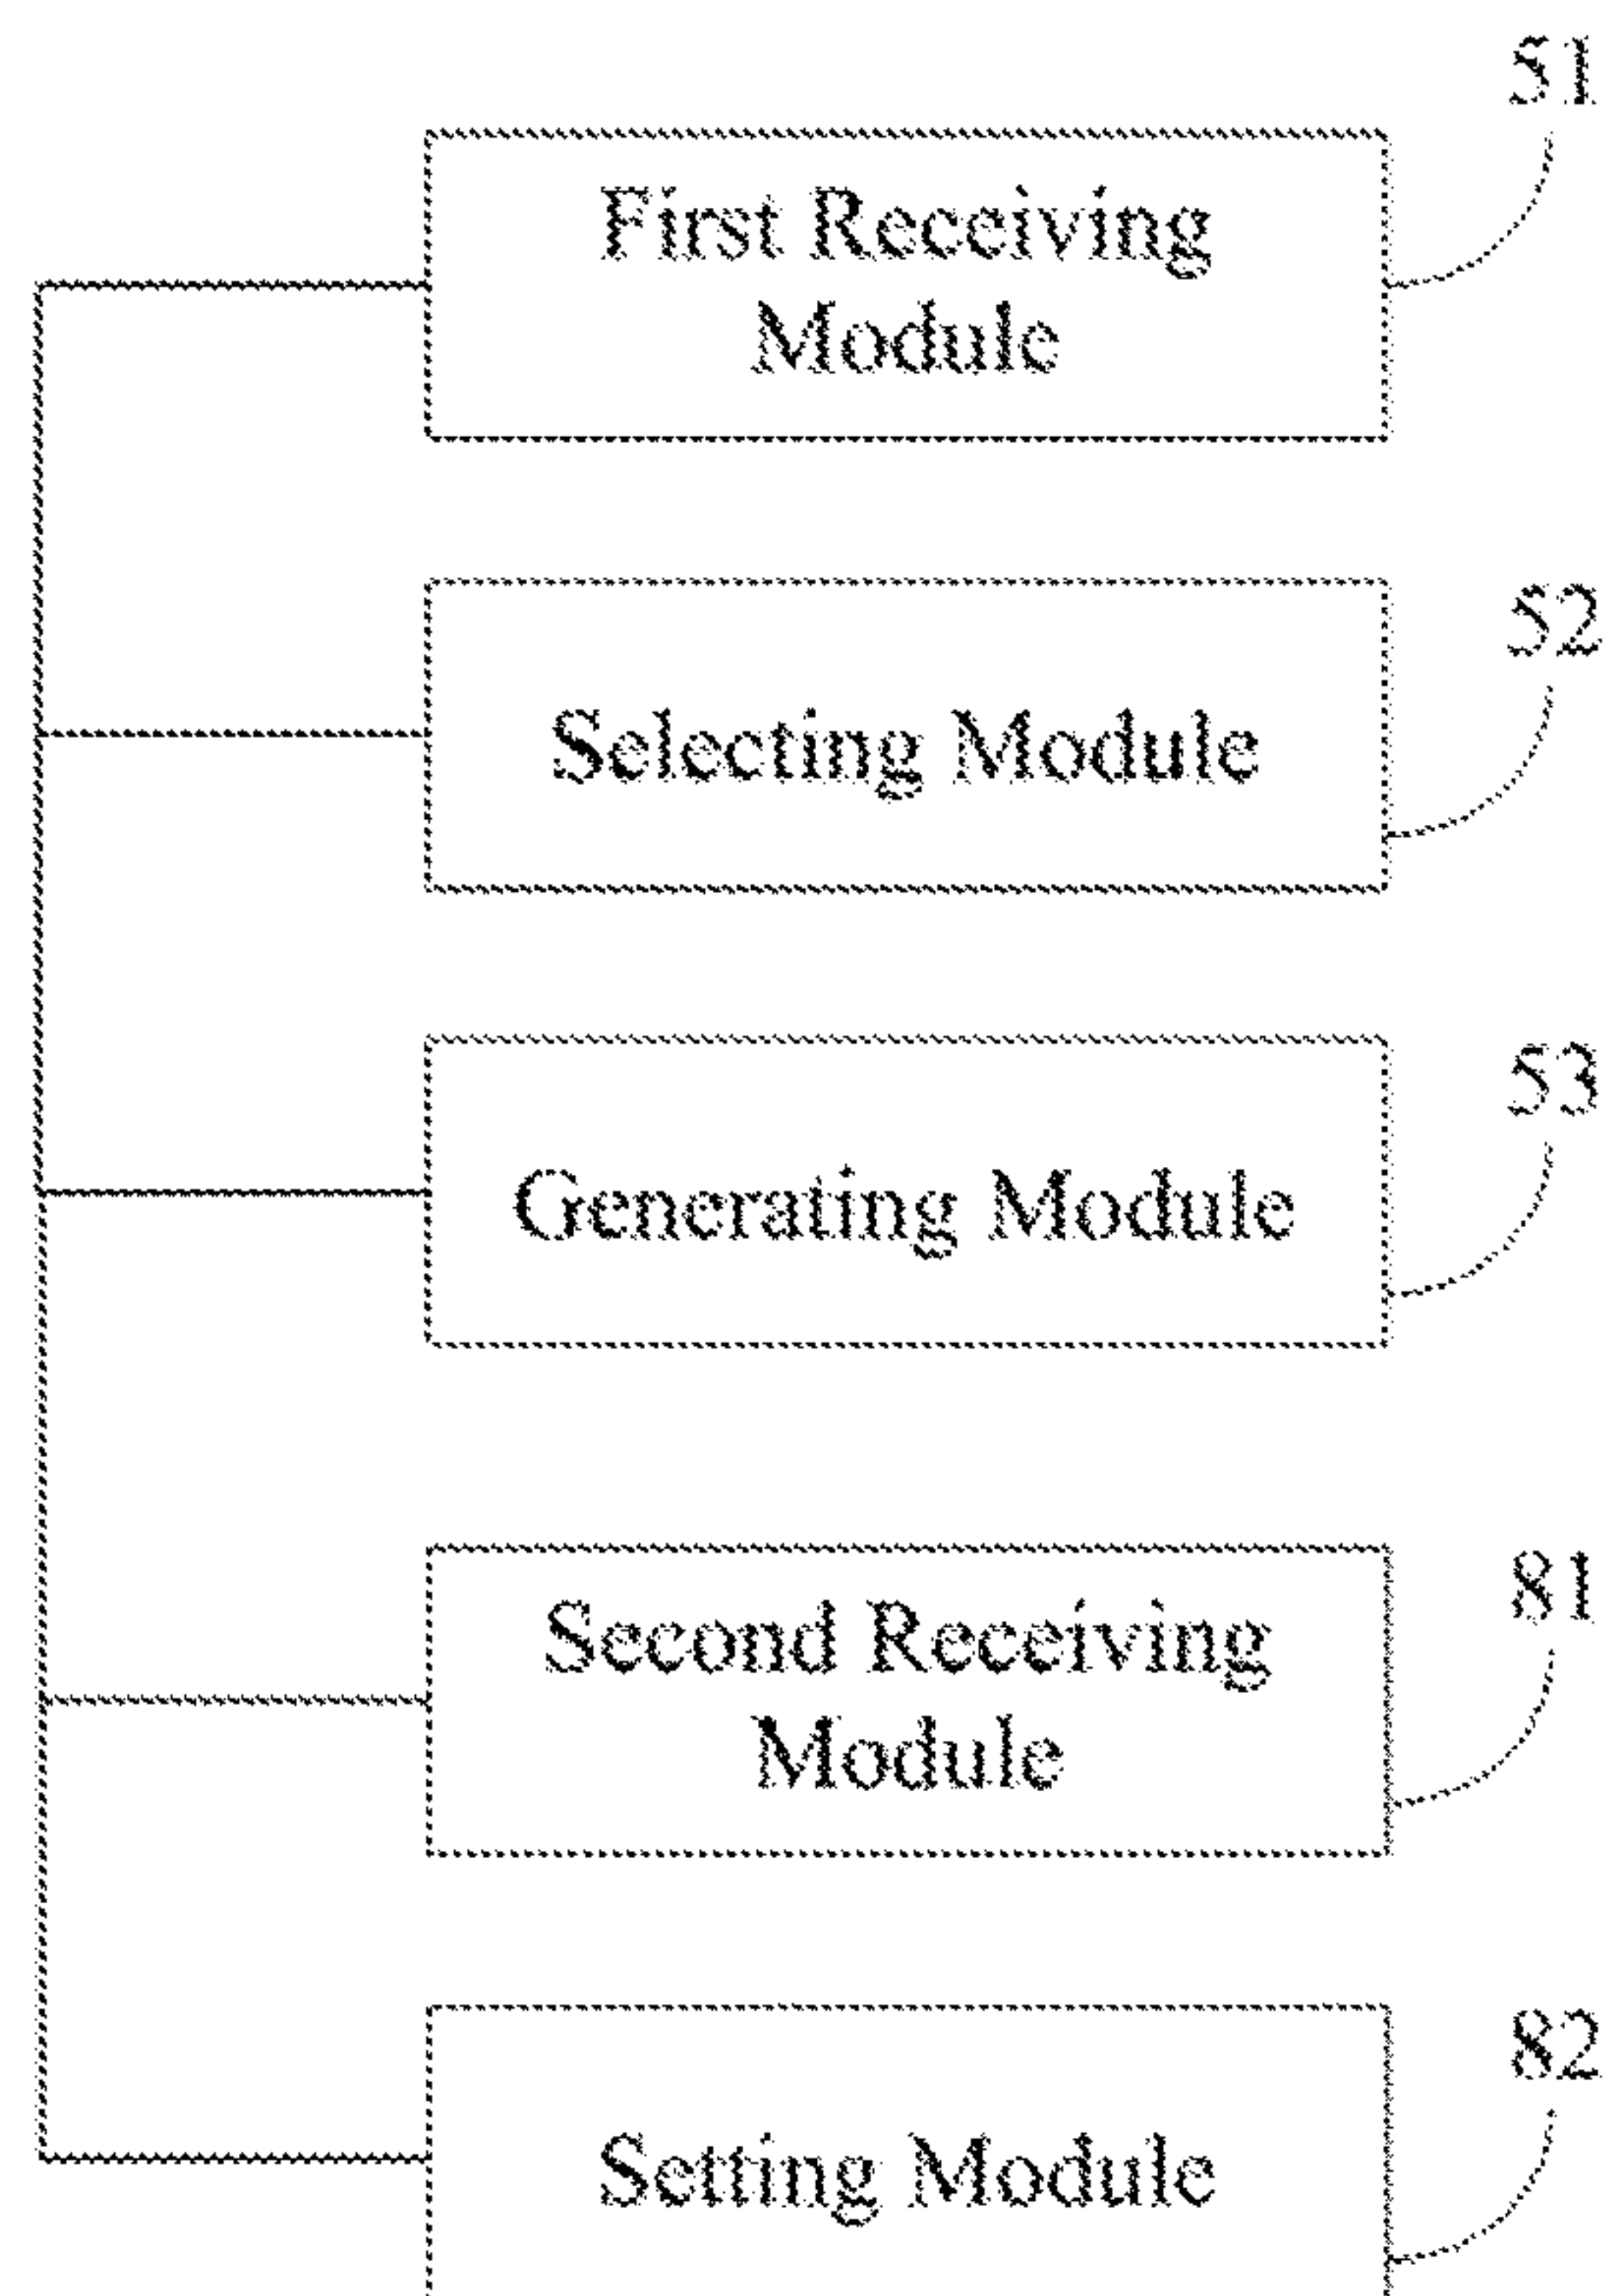 51
First Receiving
Module
52
Selecting Module
53
Generating Module
81
Second Receiving
Module
82
Setting Module